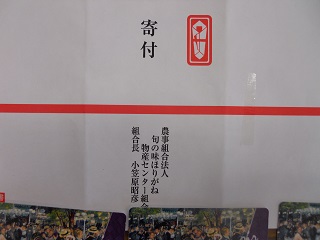 寄付
農事組合法人
旬の味ほりがね
物産センター組合
組合長 小笠原昭彦